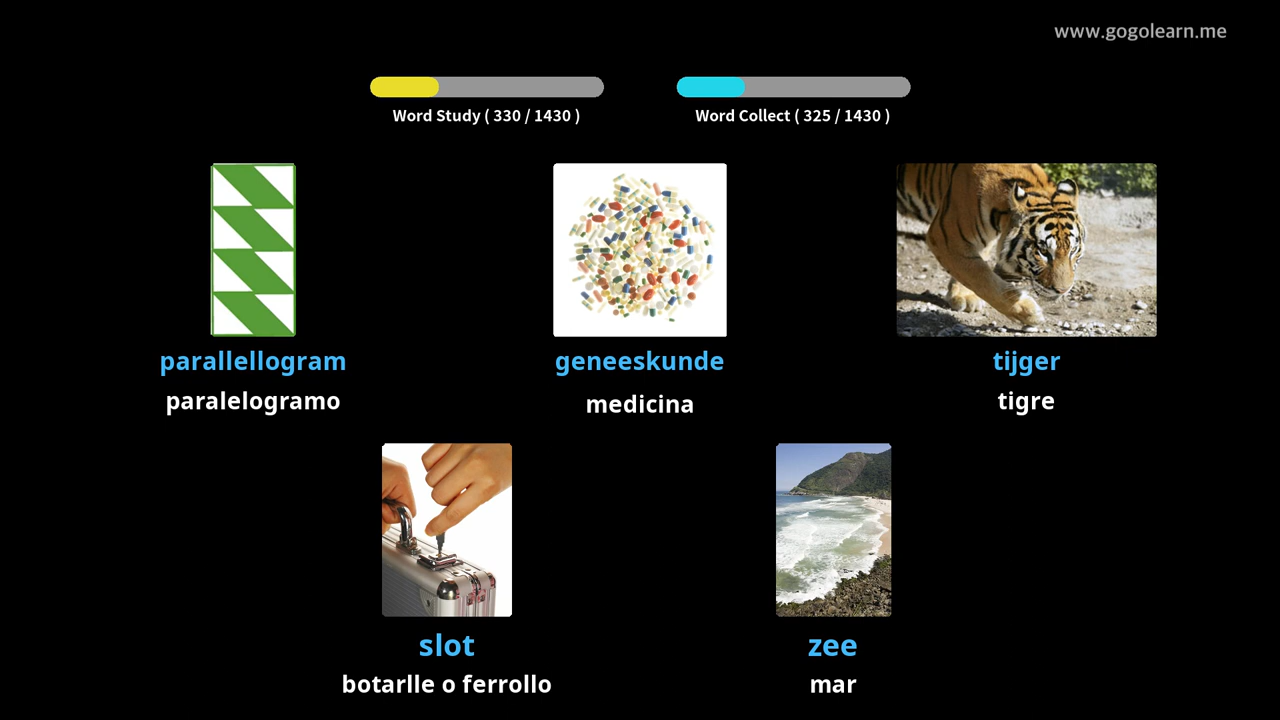 www.gogolearn.me
Word Study ( 330 / 1430 )
Word Collect ( 325 / 1430 )
parallellogram
paralelogramo
geneeskunde
medicina
tijger
tigre
slot
botarlle o ferrollo
zee
mar